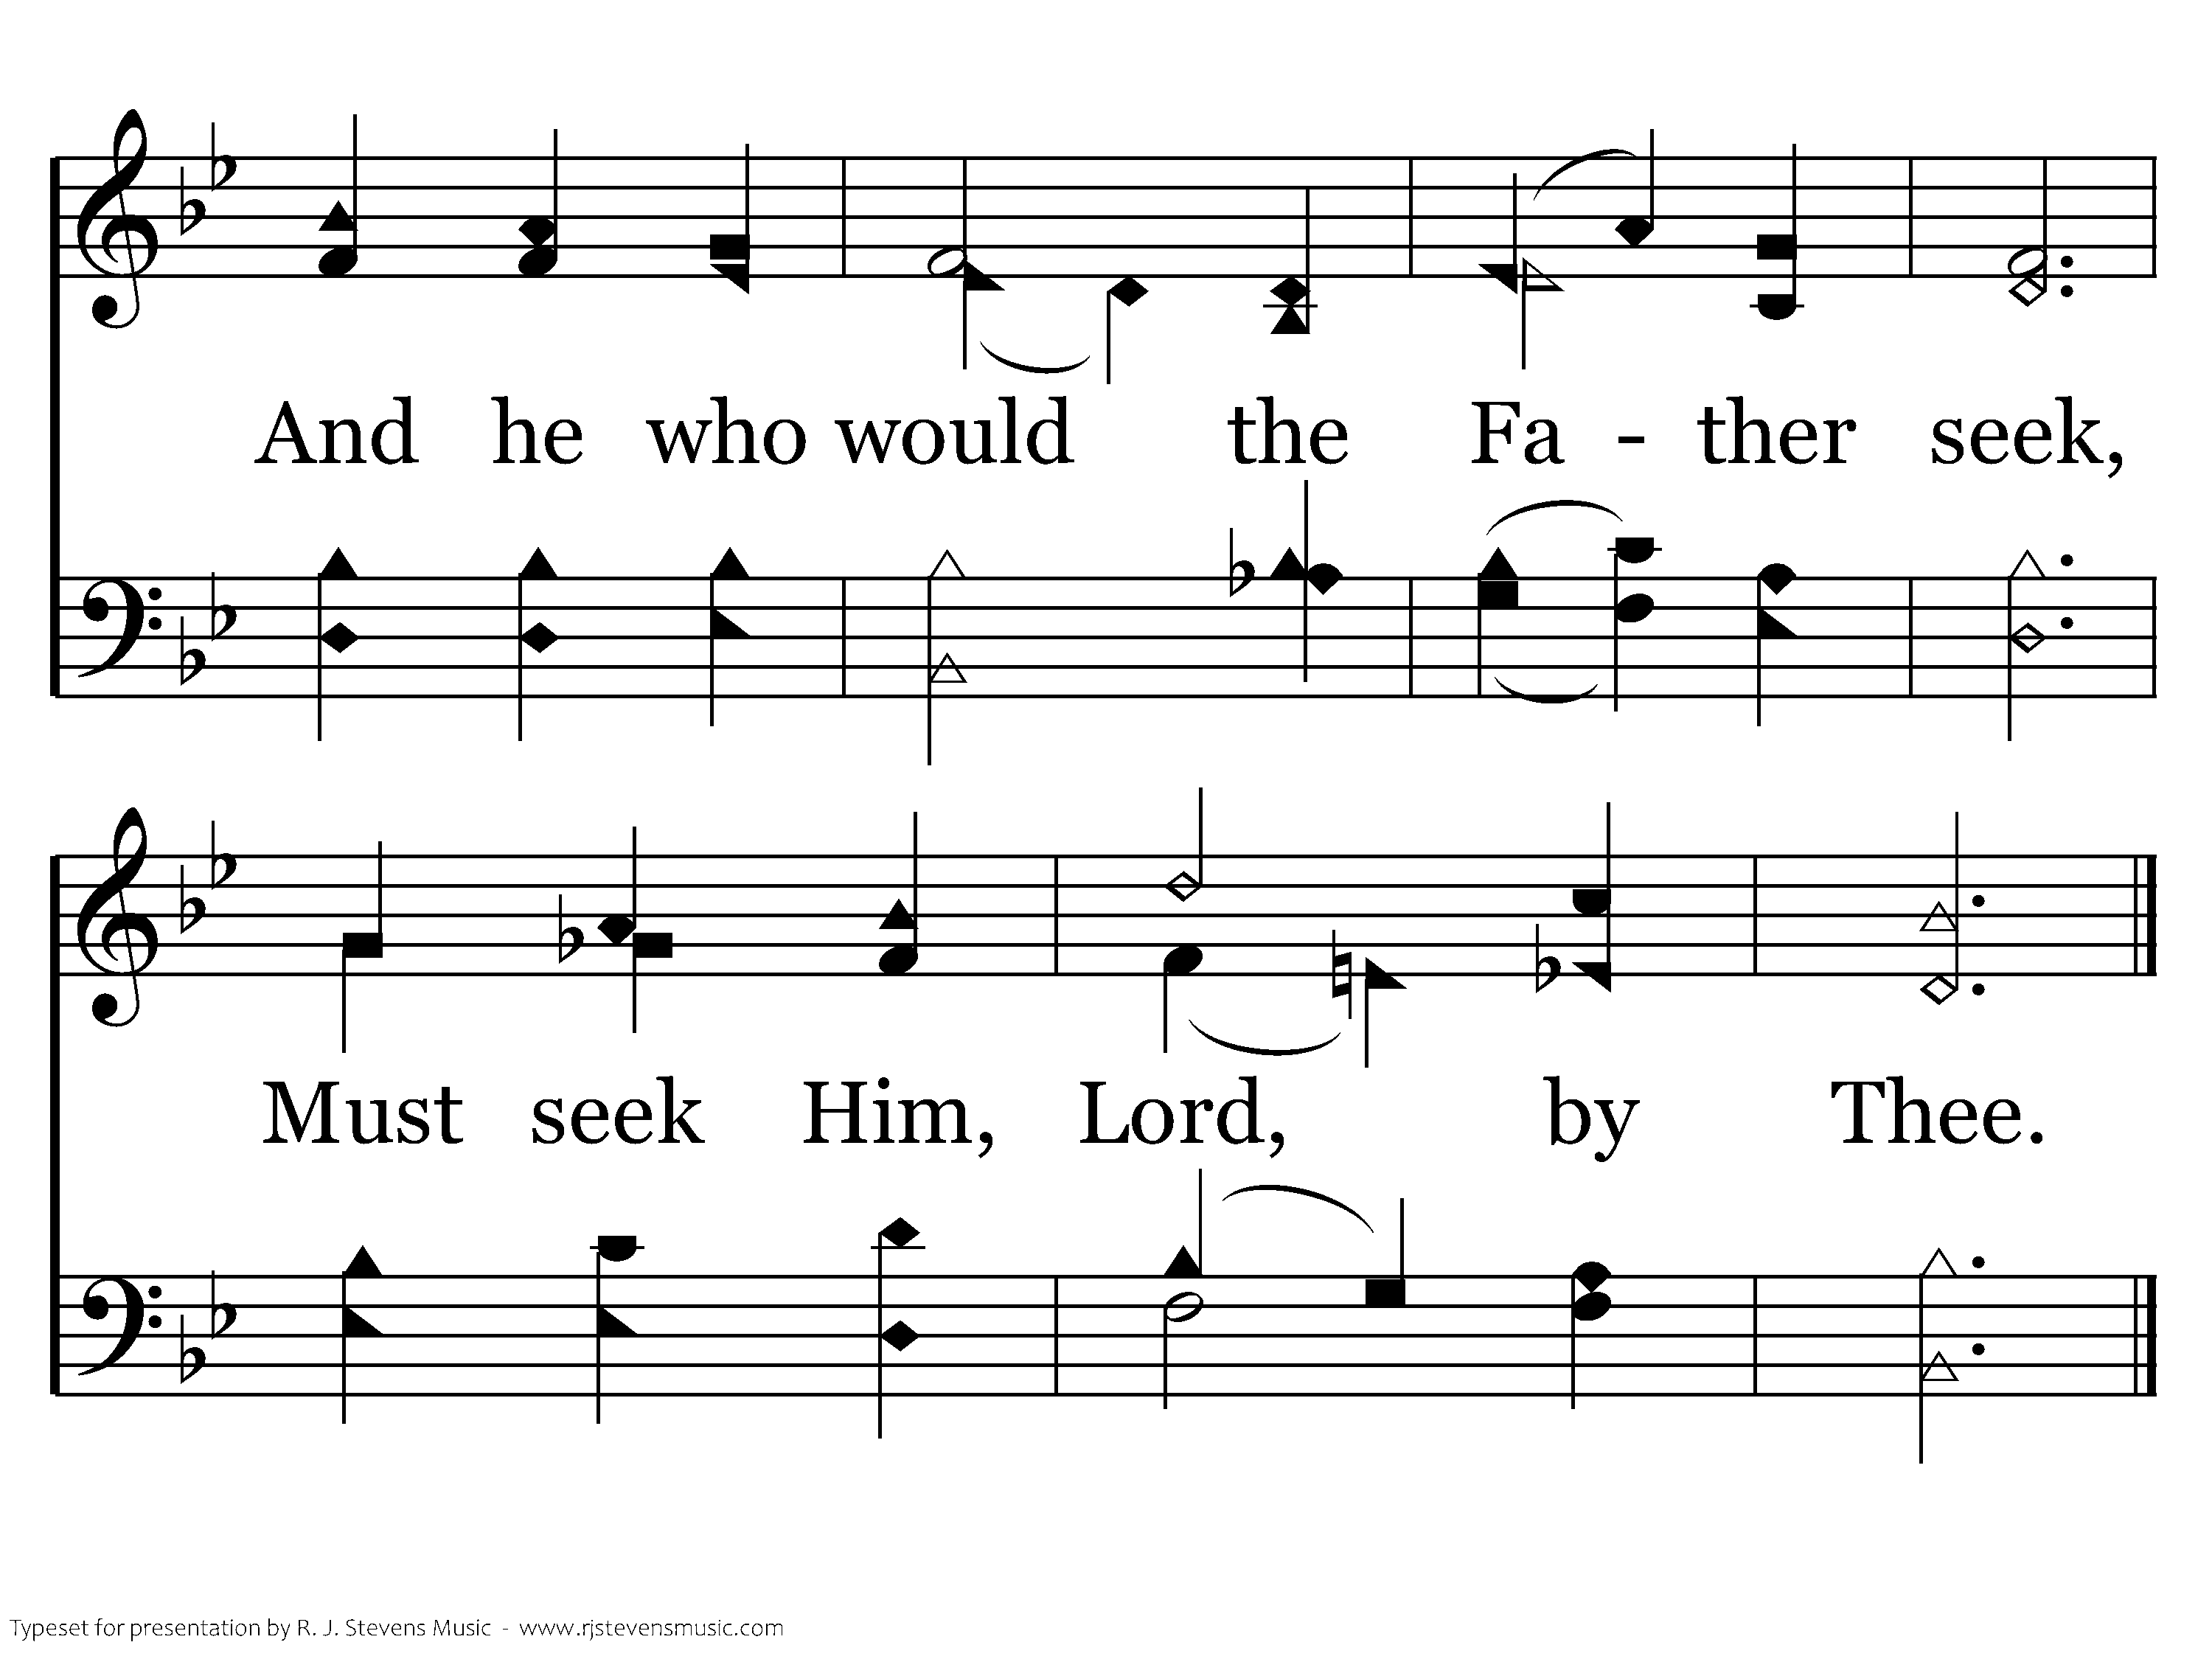 And he who would the Fa - ther seek,
Must seek Him, Lord, by Thee.
Typeset for presentation by R. J. Stevens Music - www.rjstevensmusic.com